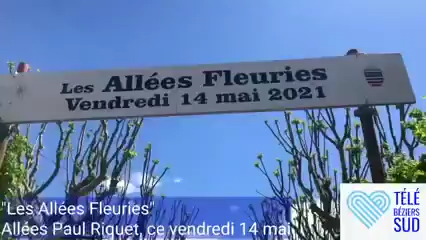 Les Allées Fleuries
Vendredi 14 mai 2021
"Les Allées Fleuries"
Allées Paul Riquet, ce vendredi 14 mai
TÉLÉ
BÉZIERS
SUD